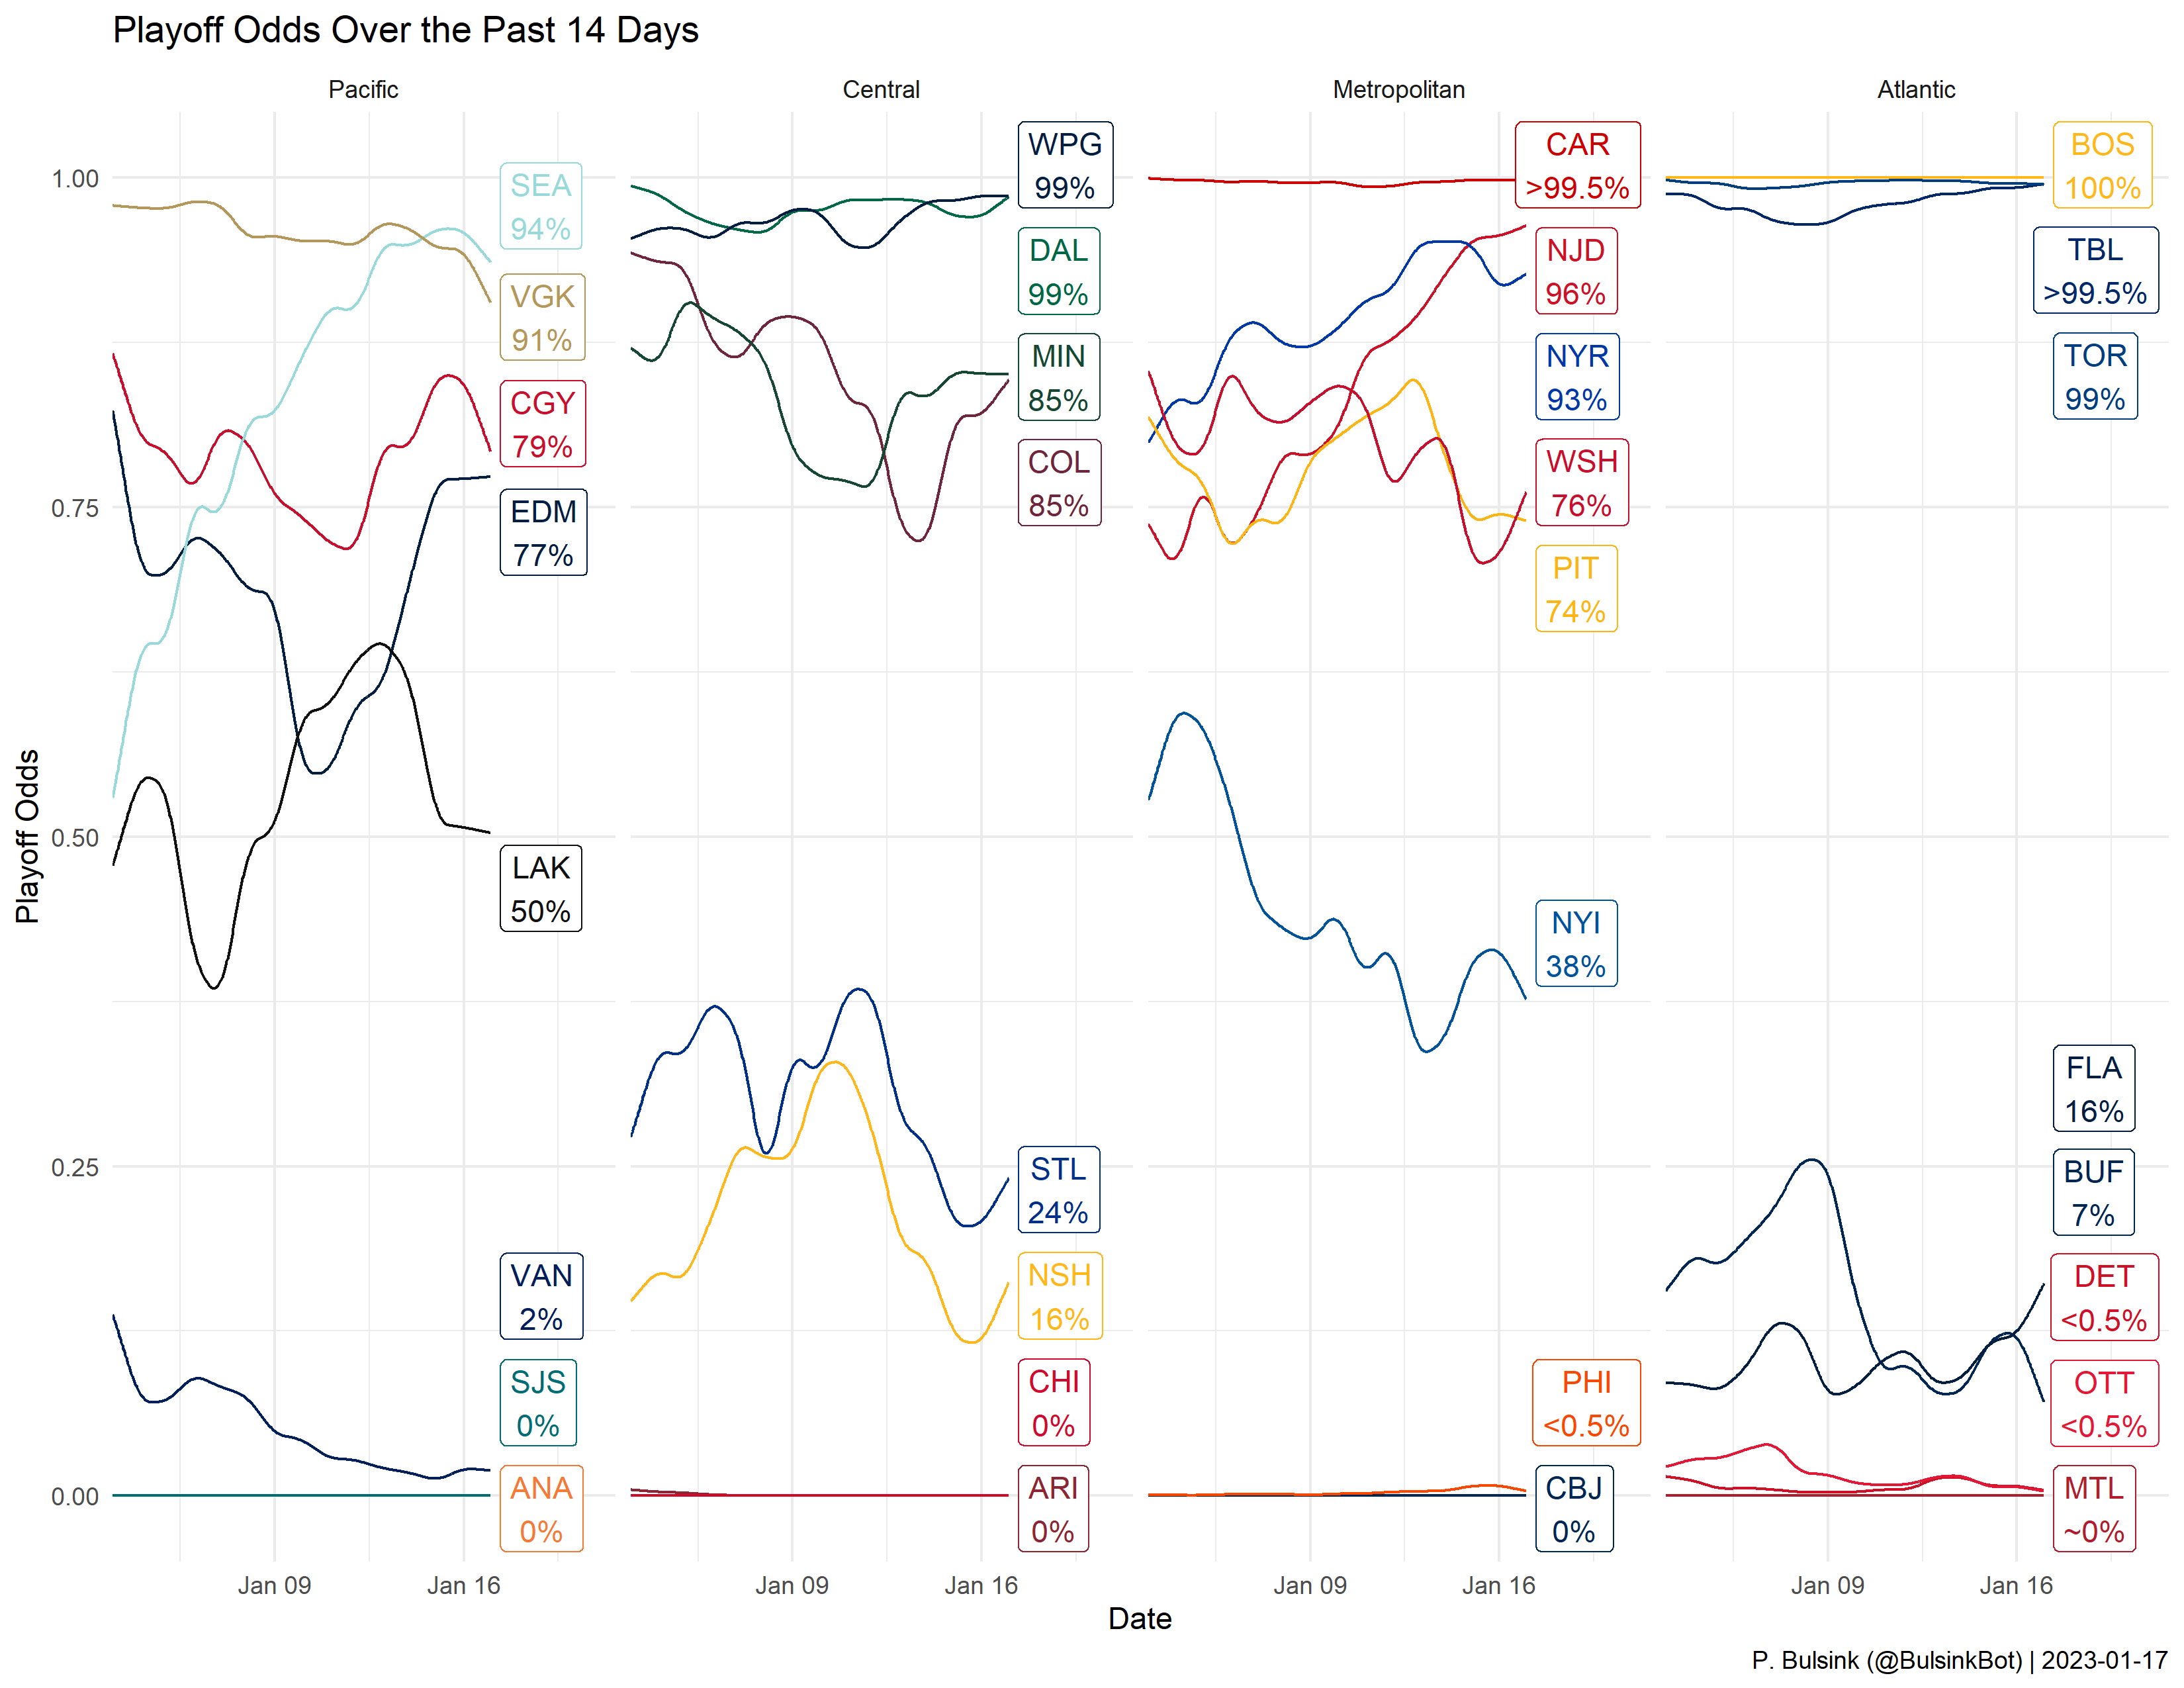 Playoff Odds Over the Past 14 Days
Pacific
Central
Metropolitan
Atlantic
Playoff Odds
1.00
0.75
0.50
0.25
0.00
SEA
94%
VGK
91%
CGY
79%
EDM
77%
LAK
50%
VAN
2%
SJS
0%
ANA
0%
WPG
99%
DAL
99%
MIN
85%
COL
85%
STL
24%
NSH
16%
CHI
0%
ARI
0%
CAR
>99.5%
NJD
96%
NYR
93%
WSH
76%
PIT
74%
NYI
38%
PHI
<0.5%
CBJ
0%
BOS
100%
TBL
>99.5%
TOR
99%
FLA
16%
BUF
7%
DET
<0.5%
OTT
<0.5%
MTL
~0%
Jan 09
Jan 16
Jan 09
Jan 16
Jan 09
Jan 16
Jan 09
Jan 16
Date
P. Bulsink (@BulsinkBot) | 2023-01-17